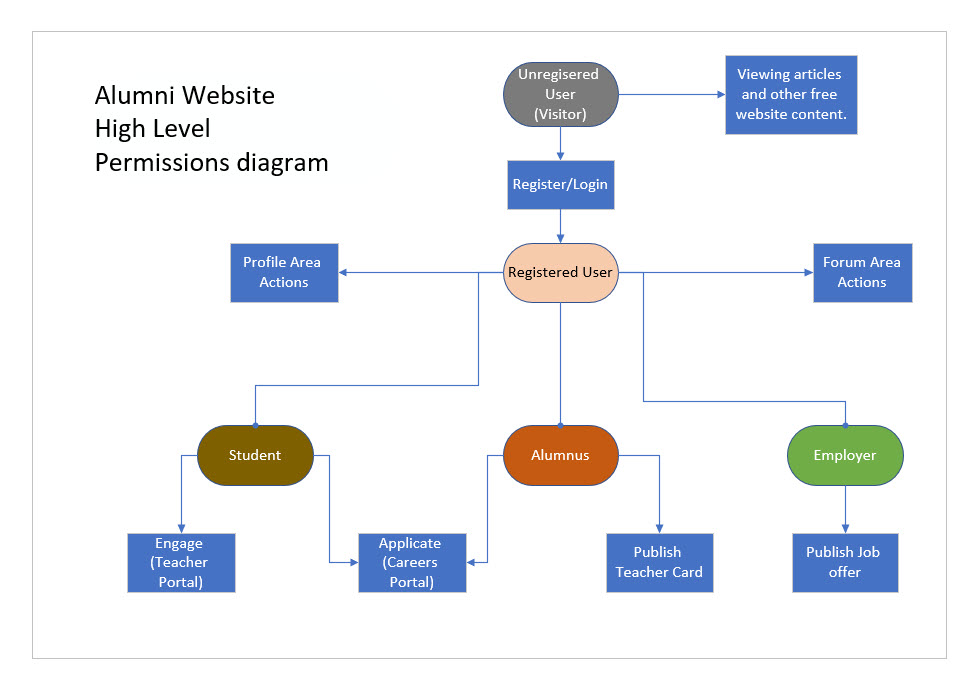 Alumni Website
High Level
Permissions diagram
Unregisered
User
(Visitor)
Viewing articles
and other free
website content.
Register/Login
Profile Area
Actions
Registered User
Forum Area
Actions
Student
Alumnus
Employer
Engage
(Teacher
Portal)
Applicate
(Careers
Portal)
Publish
Teacher Card
Publish Job
offer